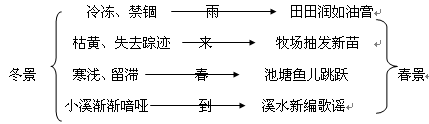 冷冻、禁锢 雨 田田润如油膏
枯黄、失去踪迹 来 牧场抽发新苗
冬景 春景
寒流、留滞 春 池塘鱼儿跳跃
小溪渐渐喑哑 到 溪水新编歌谣